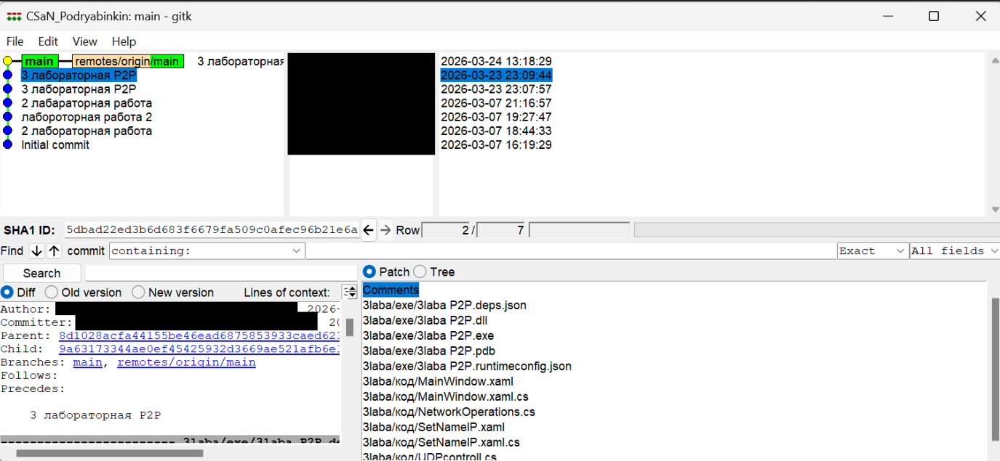 CSaN_Podryabinkin: main - gitk
File Edit View Help
main remotes/origin/main 3 лабораторная 2026-03-24 13:18:29
3 лабораторная P2P 2026-03-23 23:09:44
3 лабораторная P2P 2026-03-23 23:07:57
2 лабараторная работа 2026-03-07 21:16:57
лабороторная работа 2 2026-03-07 19:27:47
2 лабораторная работа 2026-03-07 18:44:33
Initial commit 2026-03-07 16:19:29
SHA1 ID: 5dbad22ed3b6d683f6679fa509c0afec96b21e6a Row 2 / 7
Find commit containing: Exact All fields
Search
Diff Old version New version Lines of context: 3
Author: 2026-
Committer: 20
Parent: 8d1028acfa44155be46ead6875853933caed623
Child: 9a63173344ae0ef45425932d3669ae521afb6e1
Branches: main, remotes/origin/main
Follows:
Precedes:
3 лабораторная P2P
------------------------ 3laba/exe/3laba P2P.de
Patch Tree
Comments
3laba/exe/3laba P2P.deps.json
3laba/exe/3laba P2P.dll
3laba/exe/3laba P2P.exe
3laba/exe/3laba P2P.pdb
3laba/exe/3laba P2P.runtimeconfig.json
3laba/код/MainWindow.xaml
3laba/код/MainWindow.xaml.cs
3laba/код/NetworkOperations.cs
3laba/код/SetNameIP.xaml
3laba/код/SetNameIP.xaml.cs
3laba/код/UDPcontroll.cs